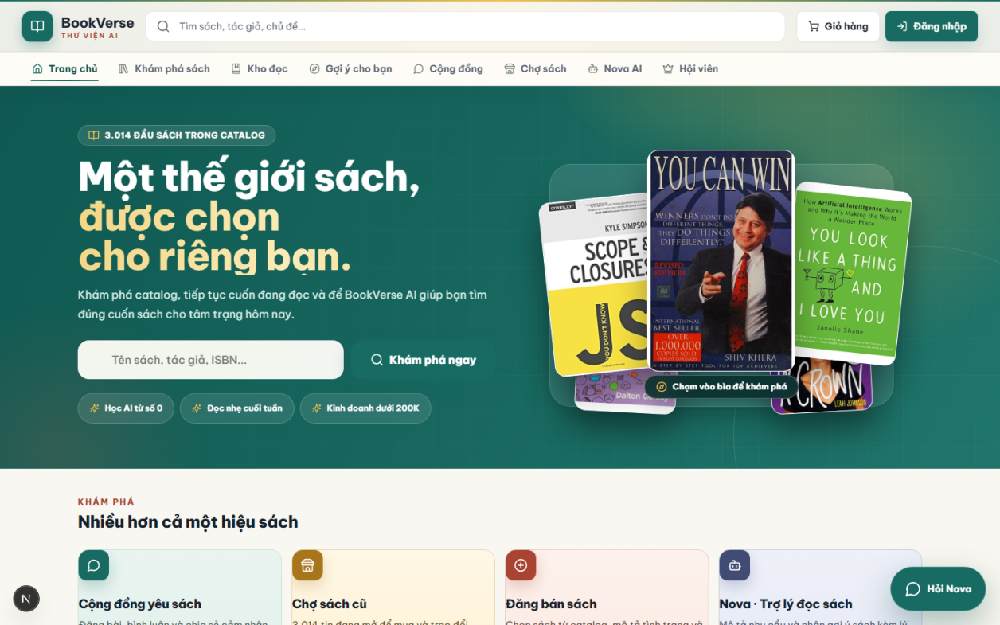 BookVerse
THƯ VIỆN AI
Tìm sách, tác giả, chủ đề...
Giỏ hàng
Đăng nhập
Trang chủ
Khám phá sách
Kho đọc
Gợi ý cho bạn
Cộng đồng
Chợ sách
Nova AI
Hội viên
3.014 ĐẦU SÁCH TRONG CATALOG
Một thế giới sách,
được chọn
cho riêng bạn.
Khám phá catalog, tiếp tục cuốn đang đọc và để BookVerse AI giúp bạn tìm
đúng cuốn sách cho tâm trạng hôm nay.
Tên sách, tác giả, ISBN...
Khám phá ngay
Học AI từ số 0
Đọc nhẹ cuối tuần
Kinh doanh dưới 200K
O'REILLY
KYLE SIMPSON
SCOPE &
CLOSURES
YOU DON'T KNOW
JS
YOU CAN WIN
WINNERS DON'T DO
DIFFERENT THINGS,
THEY DO THINGS
DIFFERENTLY.
REVISED
EDITION
INTERNATIONAL
BEST SELLER
OVER
1,000,000
COPIES SOLD
SHIV KHERA
A STEP BY STEP TOOL FOR TOP ACHIEVERS
How Artificial Intelligence Works
and Why It's Making the World
a Weirder Place
YOU LOOK
LIKE A THING
AND
I LOVE YOU
Janelle Shane
Dalton
CROWN
LEAH JOHNSON
Chạm vào bìa để khám phá
KHÁM PHÁ
Nhiều hơn cả một hiệu sách
Cộng đồng yêu sách
Đăng bài, bình luận và chia sẻ cảm nhận
Chợ sách cũ
3.014 tin đang mở để mua và trao đổi
Đăng bán sách
Chọn sách từ catalog, mô tả tình trạng và
Nova · Trợ lý đọc sách
Mô tả nhu cầu và nhận gợi ý sách kèm lý
Hỏi Nova
N